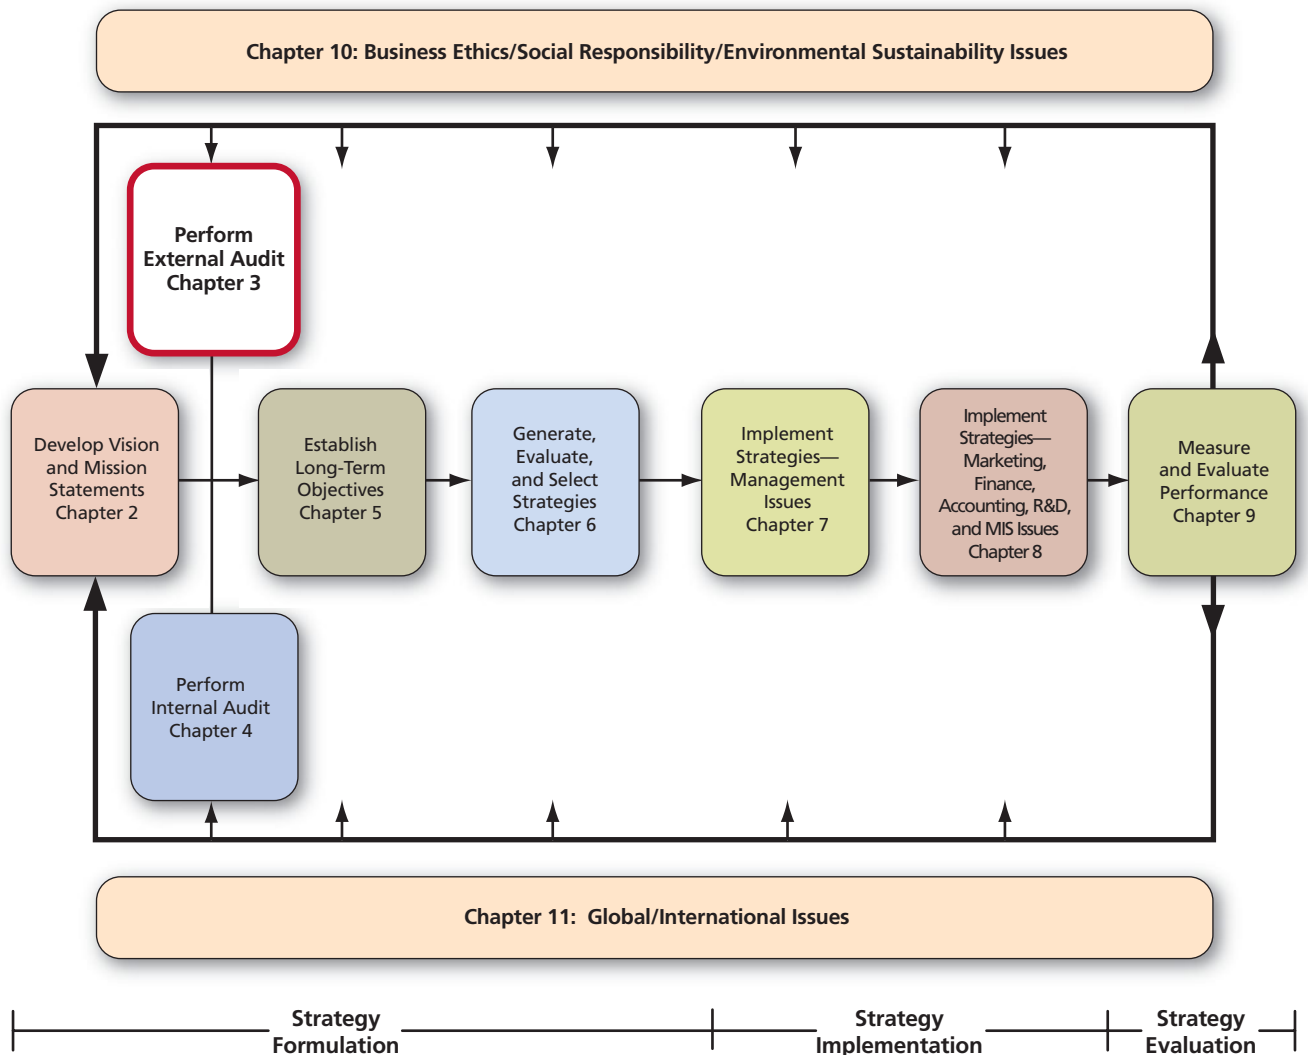 Chapter 10: Business Ethics/Social Responsibility/Environmental Sustainability Issues
Perform
External Audit
Chapter 3
Develop Vision
and Mission
Statements
Chapter 2
Establish
Long-Term
Objectives
Chapter 5
Generate,
Evaluate,
and Select
Strategies
Chapter 6
Implement
Strategies—
Management
Issues
Chapter 7
Implement
Strategies—
Marketing,
Finance,
Accounting, R&D,
and MIS Issues
Chapter 8
Measure
and Evaluate
Performance
Chapter 9
Perform
Internal Audit
Chapter 4
Chapter 11: Global/International Issues
Strategy
Formulation
Strategy
Implementation
Strategy
Evaluation